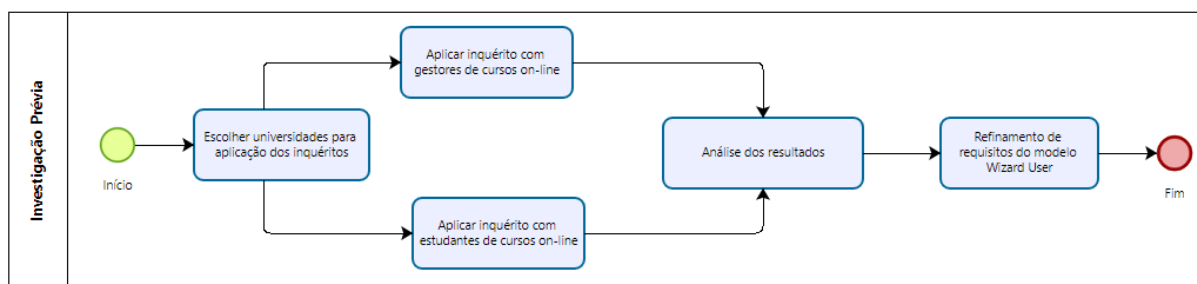 Investigação Prévia
Início
Escolher universidades para
aplicação dos inquéritos
Aplicar inquérito com
gestores de cursos on-line
Aplicar inquérito com
estudantes de cursos on-line
Análise dos resultados
Refinamento de
requisitos do modelo
Wizard User
Fim